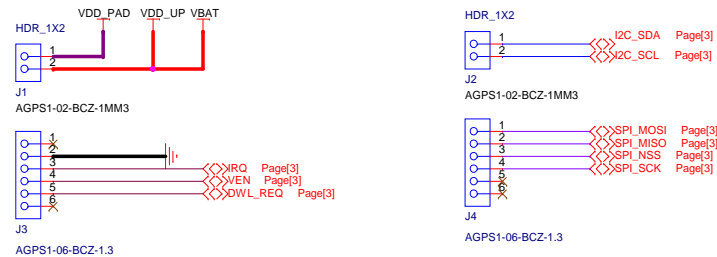 VDD_PAD VDD_UP VBAT
HDR_1X2
1
2
J1
AGPS1-02-BCZ-1MM3
1
2
3 IRQ Page[3]
4 VEN Page[3]
5 DWL_REQ Page[3]
6
J3
AGPS1-06-BCZ-1.3
HDR_1X2
1 I2C_SDA Page[3]
2 I2C_SCL Page[3]
J2
AGPS1-02-BCZ-1MM3
1 SPI_MOSI Page[3]
2 SPI_MISO Page[3]
3 SPI_NSS Page[3]
4 SPI_SCK Page[3]
5
6
J4
AGPS1-06-BCZ-1.3